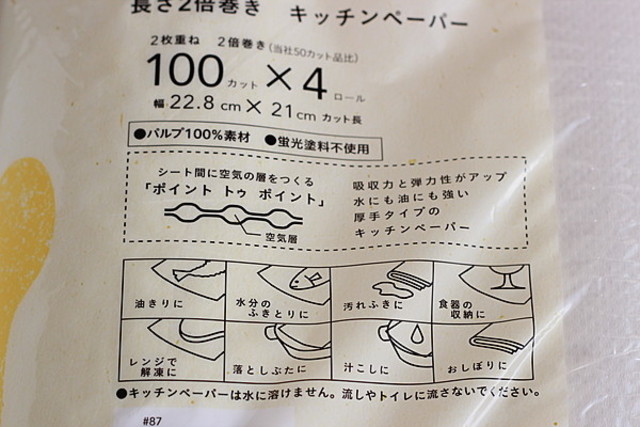 長さ2倍巻き キッチンペーパー
2枚重ね 2倍巻き(当社50カット品比)
100カット×4ロール
幅22.8cm×21cmカット長
●パルプ100%素材 ●蛍光塗料不使用
シート間に空気の層をつくる
「ポイント トゥ ポイント」
空気層
吸収力と弾力性がアップ
水にも油にも強い
厚手タイプの
キッチンペーパー
油きりに
水分の
ふきとりに
汚れふきに
食器の
収納に
レンジで
解凍に
落としぶたに
汁こしに
おしぼりに
●キッチンペーパーは水に溶けません。流しやトイレに流さないでください。
#87